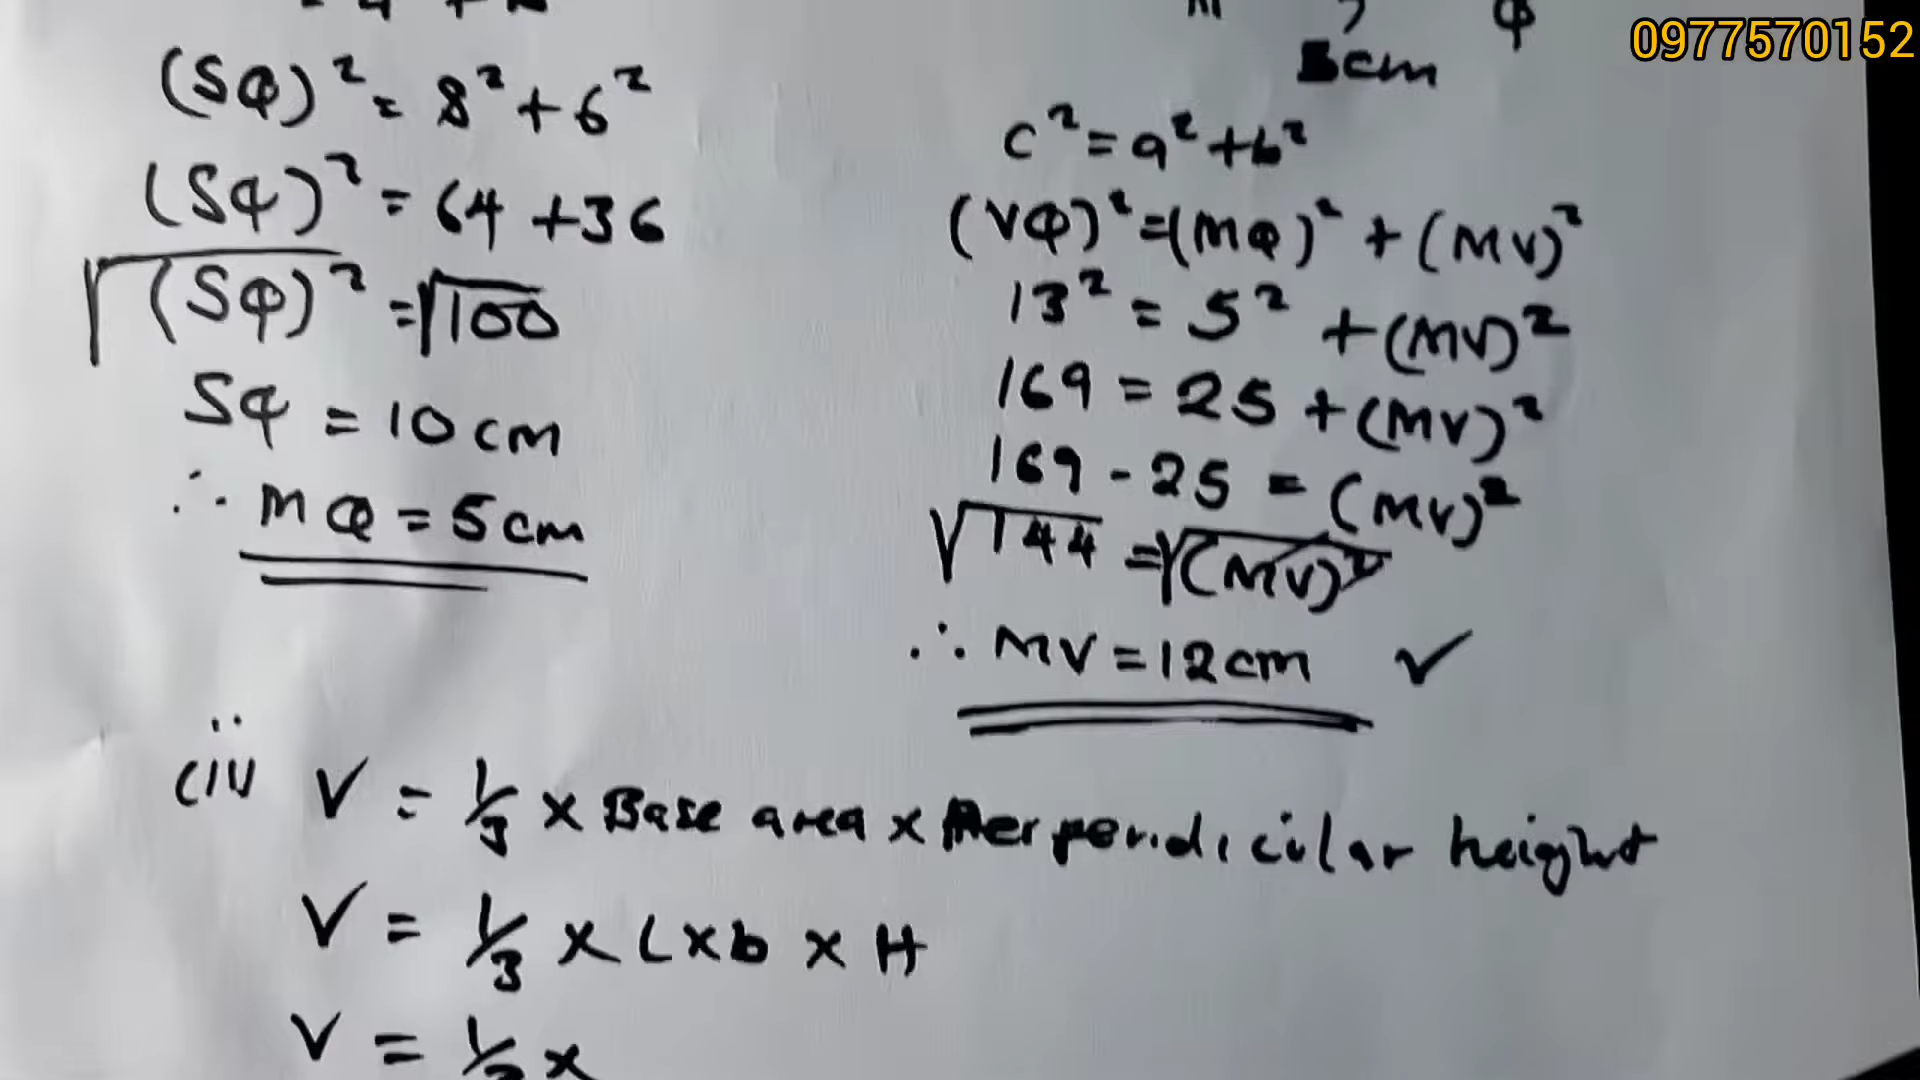 0977570152
5cm
(SQ)² = 8² + 6²
(SQ)² = 64 + 36
√(SQ)² = √100
SQ = 10cm
∴ MQ = 5cm
c² = a² + b²
(VQ)² = (MQ)² + (MV)²
13² = 5² + (MV)²
169 = 25 + (MV)²
169 - 25 = (MV)²
√144 = √(MV)²
∴ MV = 12cm ✓
(ii) V = 1/3 × Base area × Perpendicular height
V = 1/3 × L × b × H
V = 1/3 ×